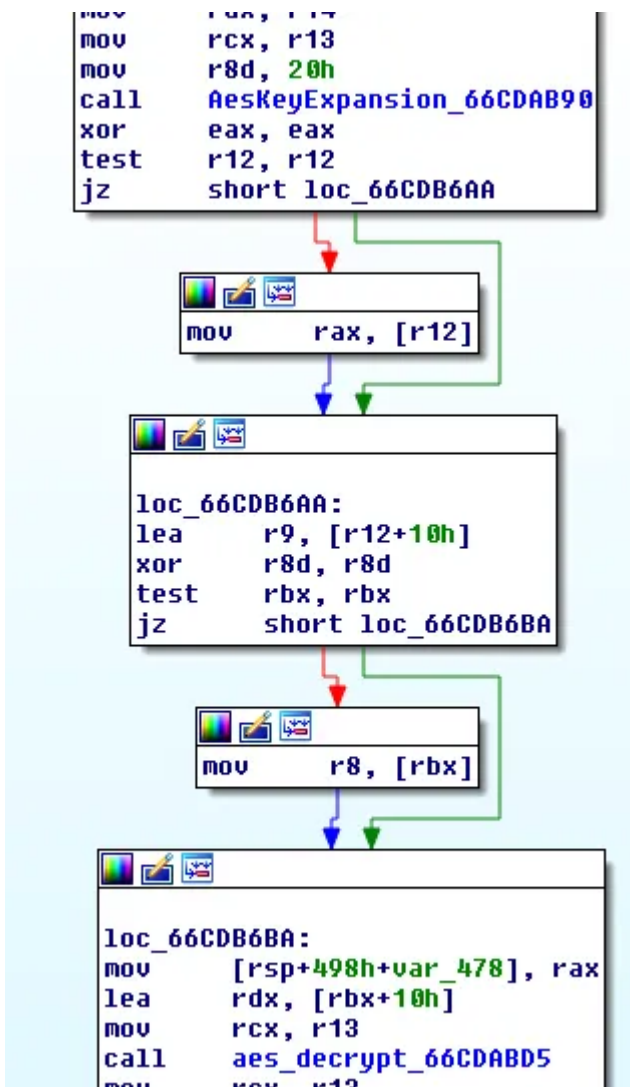 mov rcx, r13
mov r8d, 20h
call AesKeyExpansion_66CDAB90
xor eax, eax
test r12, r12
jz short loc_66CDB6AA
mov rax, [r12]
loc_66CDB6AA:
lea r9, [r12+10h]
xor r8d, r8d
test rbx, rbx
jz short loc_66CDB6BA
mov r8, [rbx]
loc_66CDB6BA:
mov [rsp+498h+var_478], rax
lea rdx, [rbx+10h]
mov rcx, r13
call aes_decrypt_66CDABD5